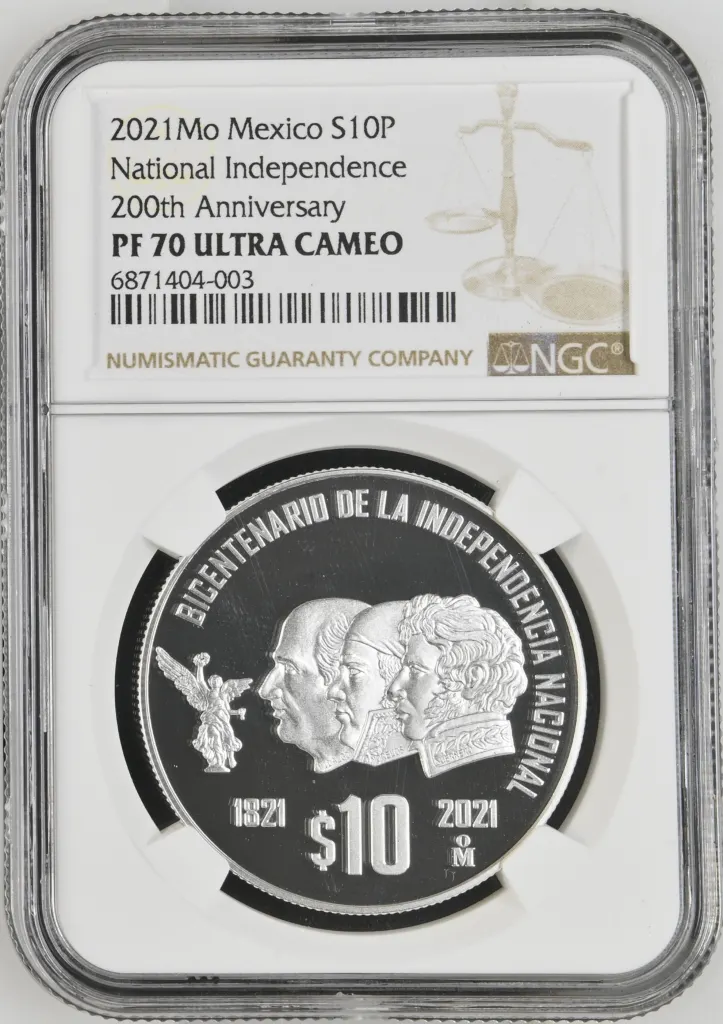 2021Mo Mexico S10P
National Independence
200th Anniversary
PF 70 ULTRA CAMEO
6871404-003
NUMISMATIC GUARANTY COMPANY
NGC®
BICENTENARIO DE LA INDEPENDENCIA NACIONAL
1821
$10
2021
oM